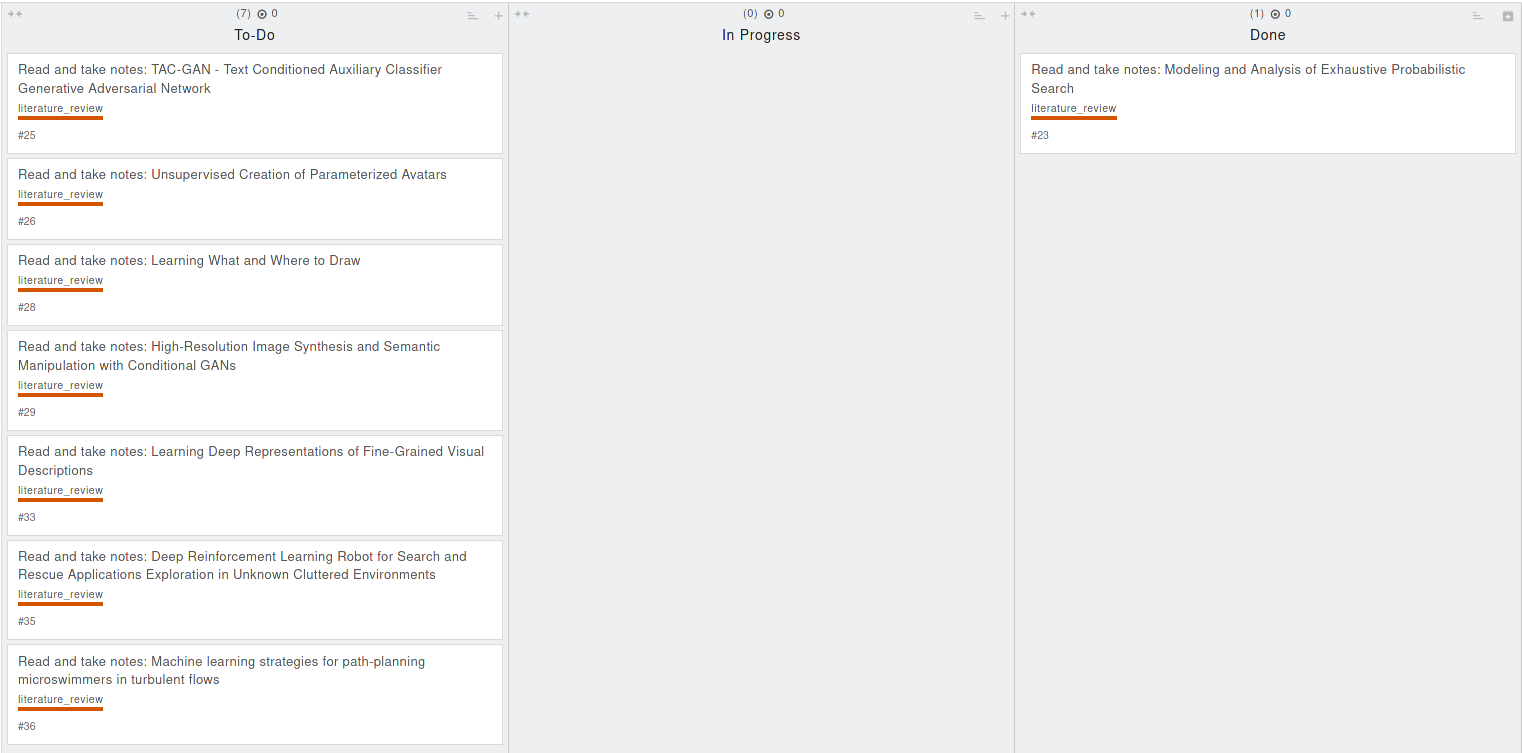 (7) 0
To-Do
Read and take notes: TAC-GAN - Text Conditioned Auxiliary Classifier
Generative Adversarial Network
literature_review
#25
Read and take notes: Unsupervised Creation of Parameterized Avatars
literature_review
#26
Read and take notes: Learning What and Where to Draw
literature_review
#28
Read and take notes: High-Resolution Image Synthesis and Semantic
Manipulation with Conditional GANs
literature_review
#29
Read and take notes: Learning Deep Representations of Fine-Grained Visual
Descriptions
literature_review
#33
Read and take notes: Deep Reinforcement Learning Robot for Search and
Rescue Applications Exploration in Unknown Cluttered Environments
literature_review
#35
Read and take notes: Machine learning strategies for path-planning
microswimmers in turbulent flows
literature_review
#36
(0) 0
In Progress
(1) 0
Done
Read and take notes: Modeling and Analysis of Exhaustive Probabilistic
Search
literature_review
#23